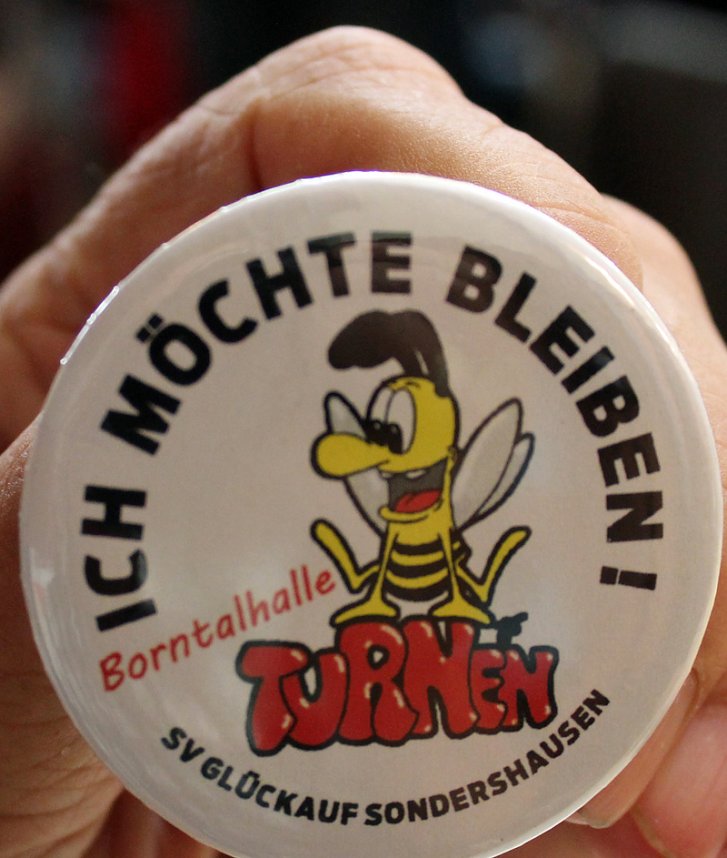 ICH MÖCHTE BLEIBEN!
Borntalhalle
TURNEN
SV GLÜCKAUF SONDERSHAUSEN